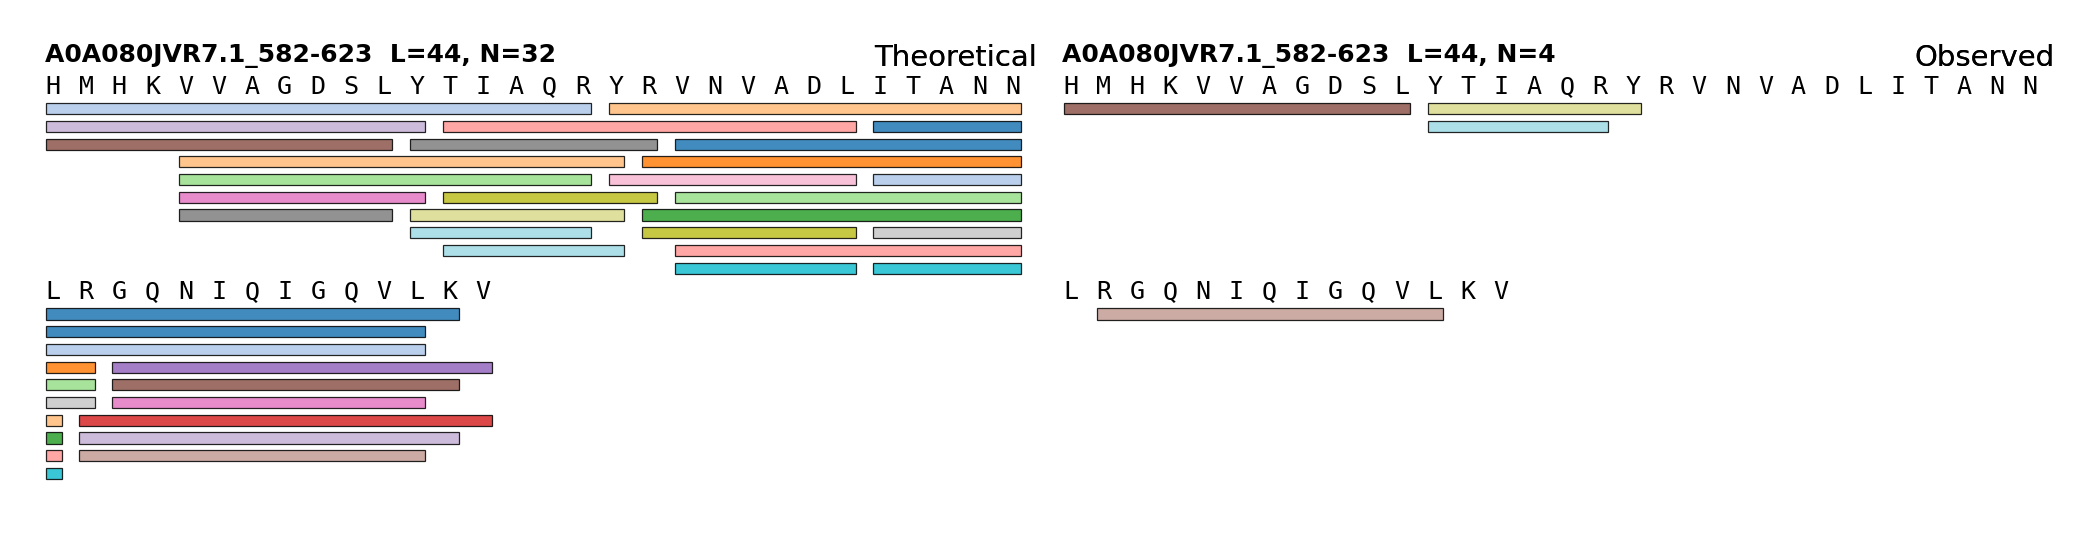 A0A080JVR7.1_582-623 L=44, N=32 Theoretical
H M H K V V A G D S L Y T I A Q R Y R V N V A D L I T A N N
L R G Q N I Q I G Q V L K V
A0A080JVR7.1_582-623 L=44, N=4 Observed
H M H K V V A G D S L Y T I A Q R Y R V N V A D L I T A N N
L R G Q N I Q I G Q V L K V